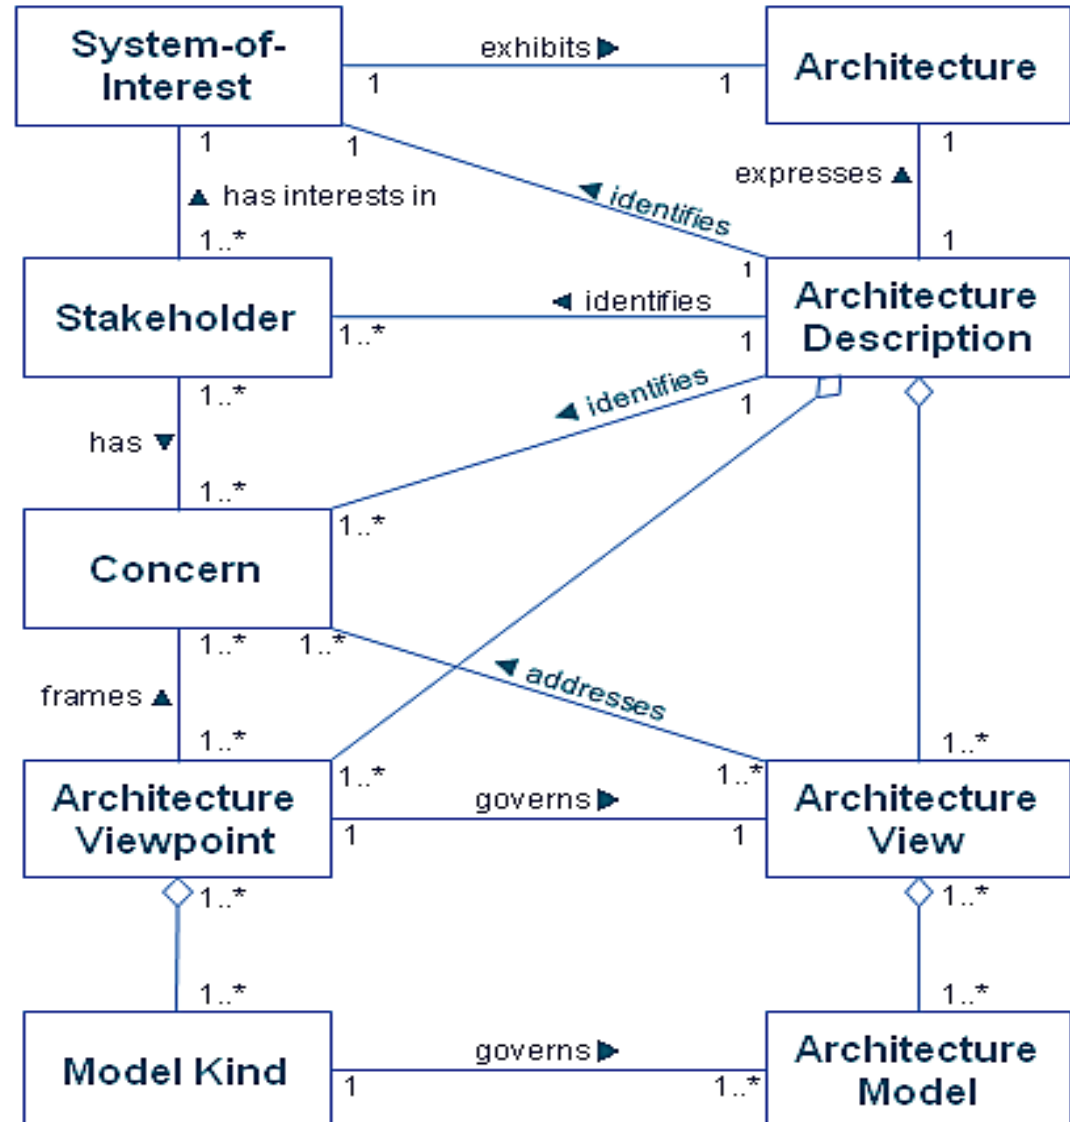 System-of-
Interest
exhibits
Architecture
1
1
1
1
1
expresses
has interests in
identifies
1..*
1
1
Stakeholder
identifies
Architecture
Description
1..*
1
1..*
identifies
1
has
1..*
1..*
Concern
1..*
1..*
addresses
frames
1..*
1..*
1..*
1..*
Architecture
Viewpoint
governs
Architecture
View
1
1
1..*
1..*
1..*
1..*
Model Kind
governs
Architecture
Model
1
1..*